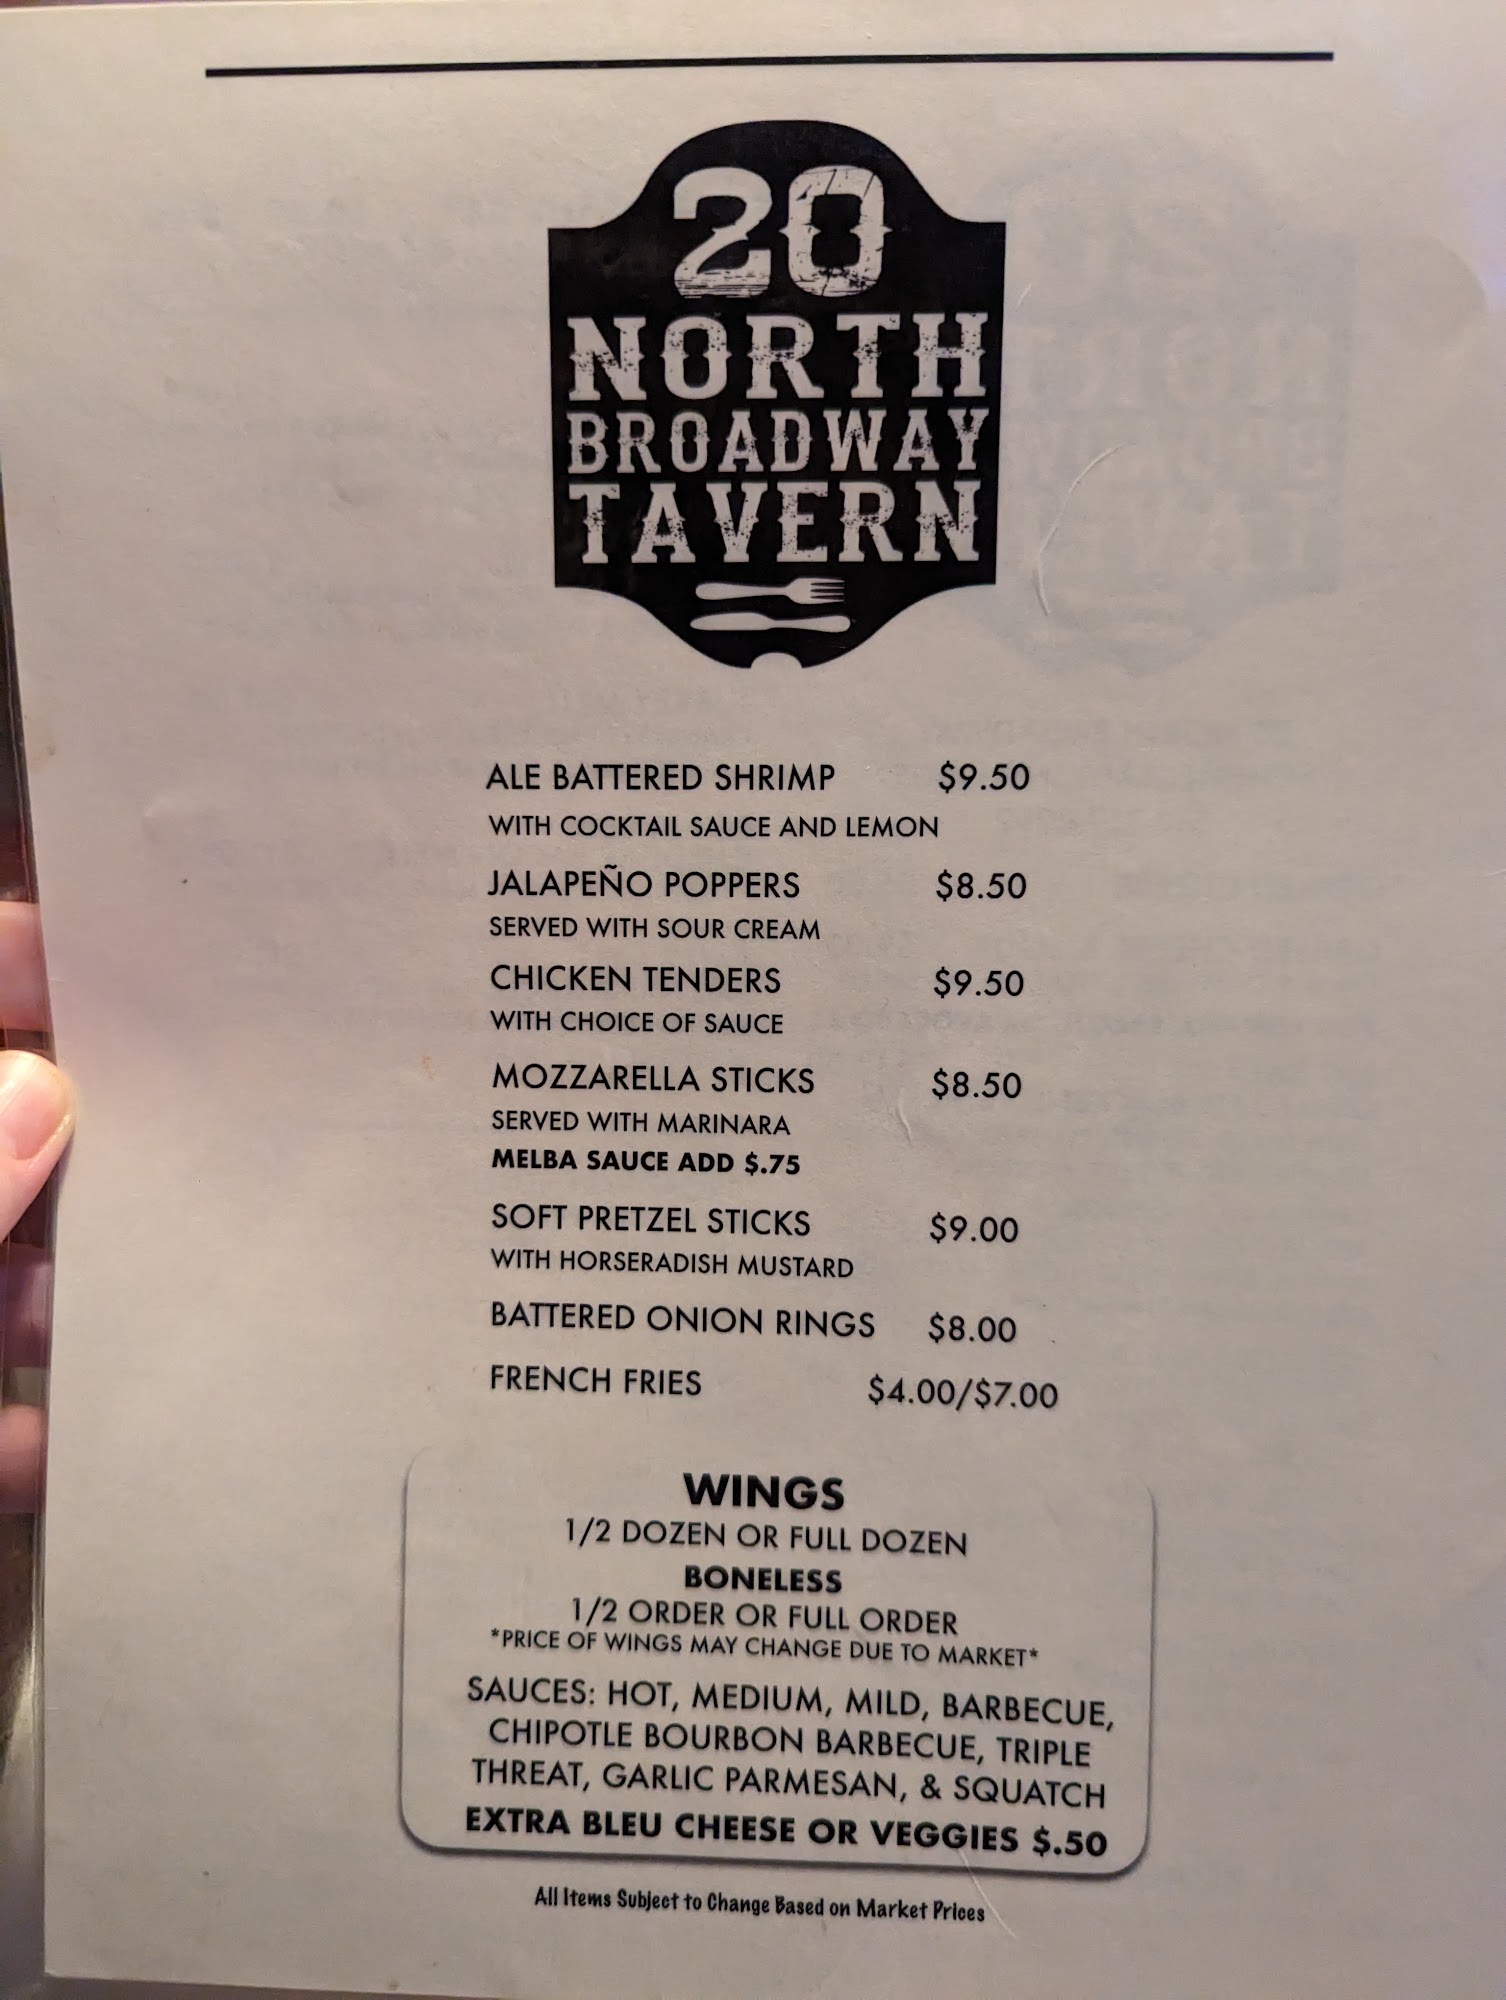 20
NORTH
BROADWAY
TAVERN
ALE BATTERED SHRIMP $9.50
WITH COCKTAIL SAUCE AND LEMON
JALAPEÑO POPPERS $8.50
SERVED WITH SOUR CREAM
CHICKEN TENDERS $9.50
WITH CHOICE OF SAUCE
MOZZARELLA STICKS $8.50
SERVED WITH MARINARA
MELBA SAUCE ADD $.75
SOFT PRETZEL STICKS $9.00
WITH HORSERADISH MUSTARD
BATTERED ONION RINGS $8.00
FRENCH FRIES $4.00/$7.00
WINGS
1/2 DOZEN OR FULL DOZEN
BONELESS
1/2 ORDER OR FULL ORDER
*PRICE OF WINGS MAY CHANGE DUE TO MARKET*
SAUCES: HOT, MEDIUM, MILD, BARBECUE,
CHIPOTLE BOURBON BARBECUE, TRIPLE
THREAT, GARLIC PARMESAN, & SQUATCH
EXTRA BLEU CHEESE OR VEGGIES $.50
All Items Subject to Change Based on Market Prices